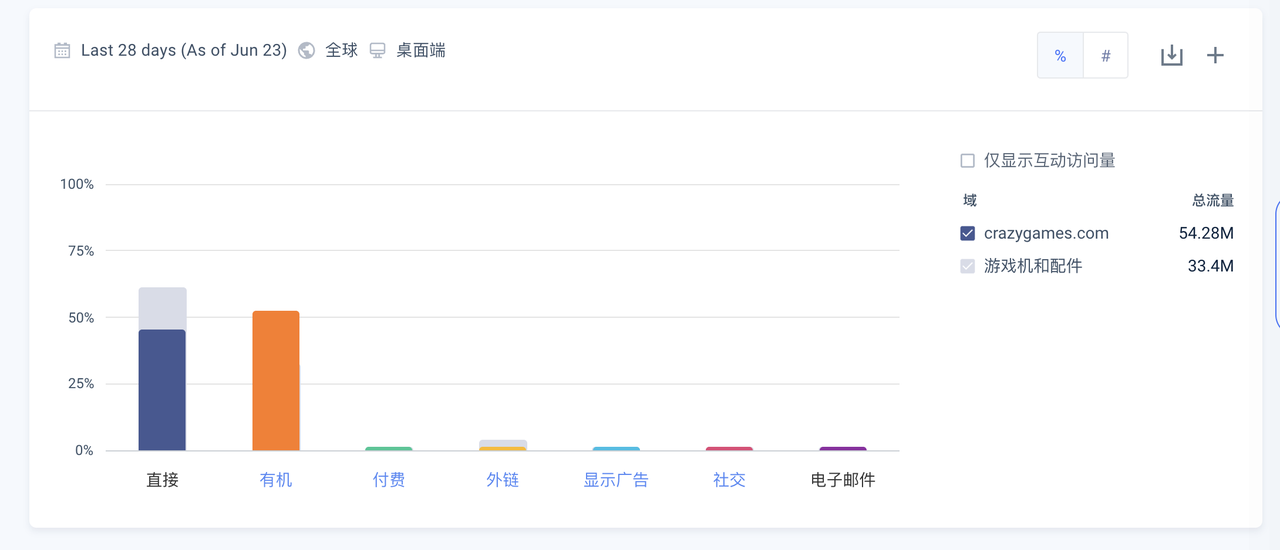 Last 28 days (As of Jun 23) 全球 桌面端
% #
仅显示互动访问量
域 总流量
crazygames.com 54.28M
游戏机和配件 33.4M
100%
75%
50%
25%
0%
直接 有机 付费 外链 显示广告 社交 电子邮件